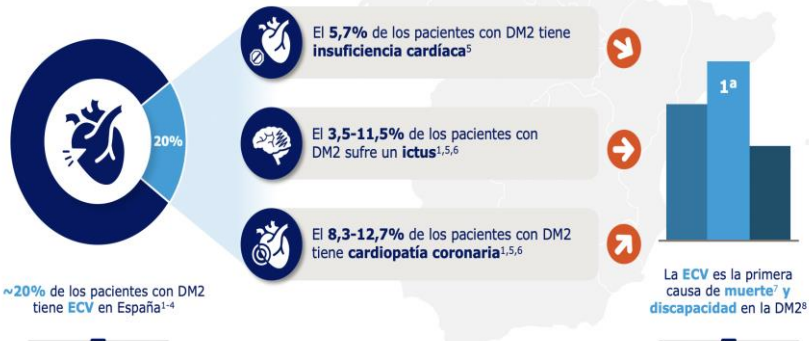 20%
~20% de los pacientes con DM2
tiene ECV en España¹⁻⁴
El 5,7% de los pacientes con DM2 tiene
insuficiencia cardíaca⁵
El 3,5-11,5% de los pacientes con
DM2 sufre un ictus¹,⁵,⁶
El 8,3-12,7% de los pacientes con DM2
tiene cardiopatía coronaria¹,⁵,⁶
1ª
La ECV es la primera
causa de muerte⁷ y
discapacidad en la DM2⁸